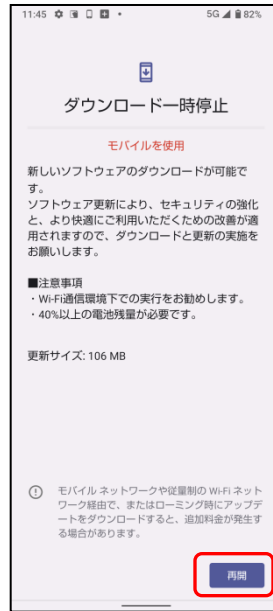 11:45 5G 82%
ダウンロード一時停止
モバイルを使用
新しいソフトウェアのダウンロードが可能で
す。
ソフトウェア更新により、セキュリティの強化
と、より快適にご利用いただくための改善が適
用されますので、ダウンロードと更新の実施を
お願いします。
■注意事項
・Wi-Fi通信環境下での実行をお勧めします。
・40%以上の電池残量が必要です。
更新サイズ: 106 MB
モバイル ネットワークや従量制の Wi-Fi ネット
ワーク経由で、またはローミング時にアップデ
ートをダウンロードすると、追加料金が発生す
る場合があります。
再開